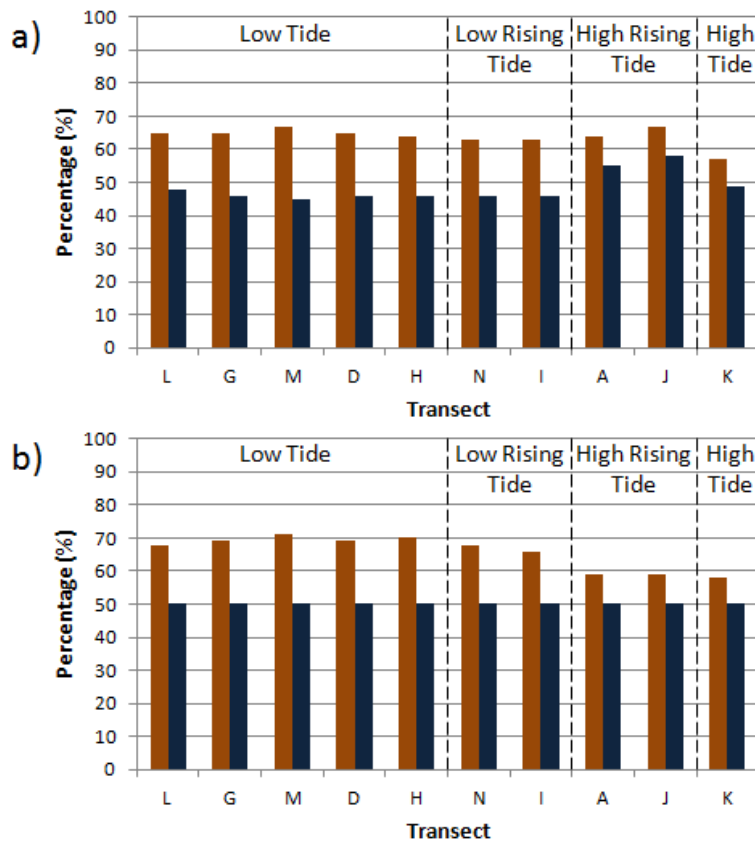 a)
Percentage (%)
100
90
80
70
60
50
40
30
20
10
0
Low Tide
Low Rising
Tide
High Rising
Tide
High
Tide
L G M D H N I A J K
Transect
b)
Percentage (%)
100
90
80
70
60
50
40
30
20
10
0
Low Tide
Low Rising
Tide
High Rising
Tide
High
Tide
L G M D H N I A J K
Transect